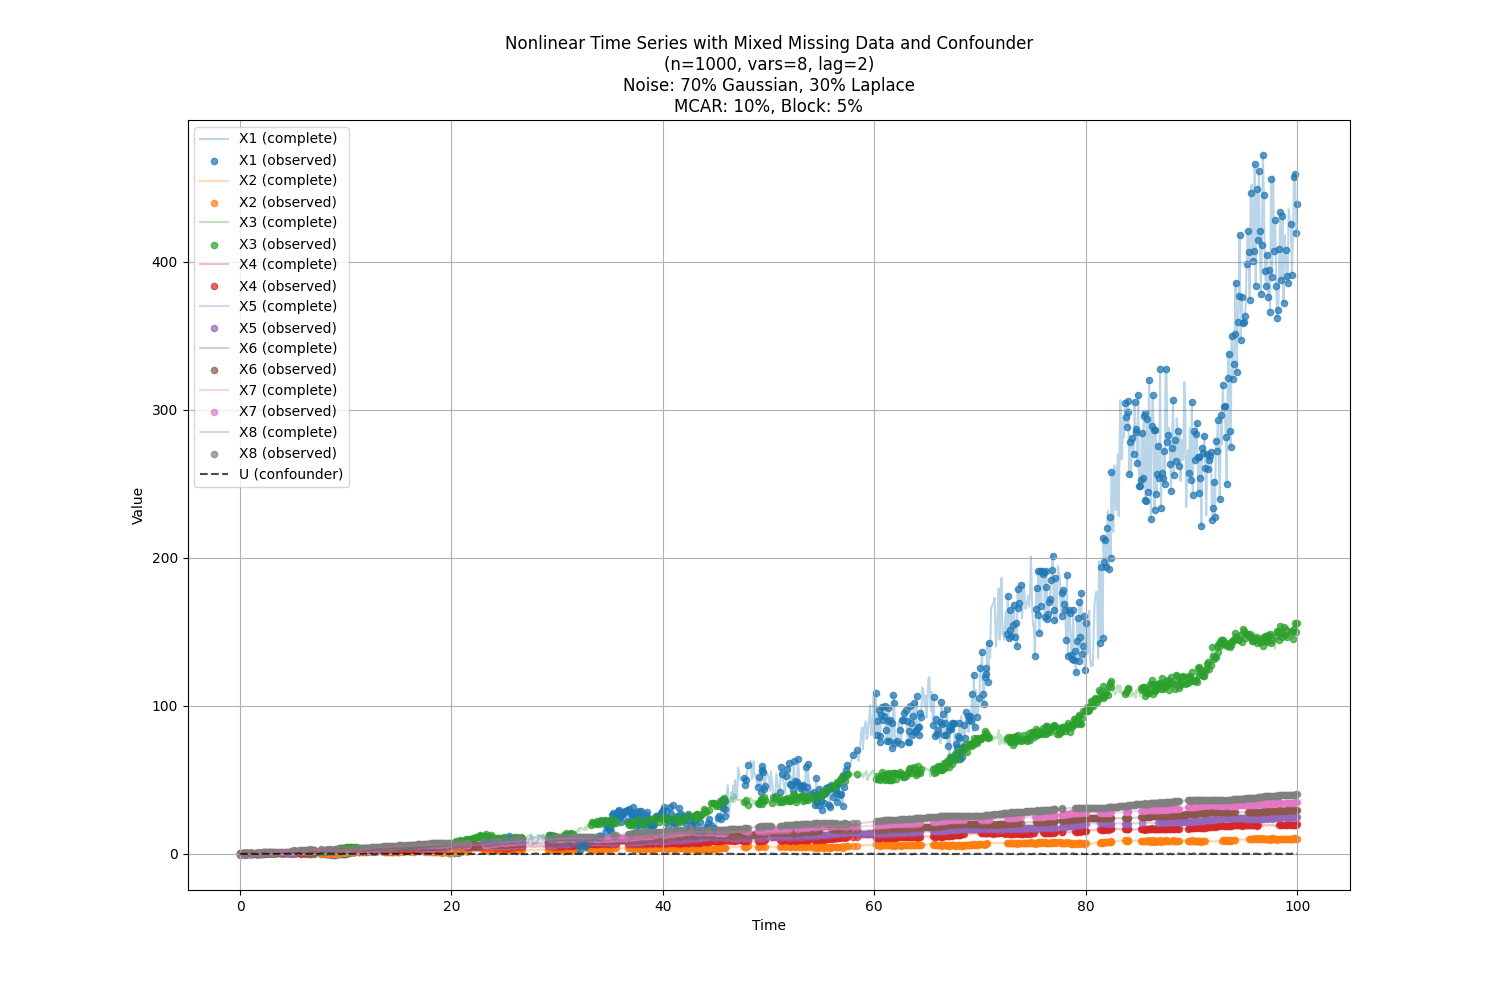 Nonlinear Time Series with Mixed Missing Data and Confounder
(n=1000, vars=8, lag=2)
Noise: 70% Gaussian, 30% Laplace
MCAR: 10%, Block: 5%
X1 (complete)
X1 (observed)
X2 (complete)
X2 (observed)
X3 (complete)
X3 (observed)
X4 (complete)
X4 (observed)
X5 (complete)
X5 (observed)
X6 (complete)
X6 (observed)
X7 (complete)
X7 (observed)
X8 (complete)
X8 (observed)
U (confounder)
Value
400
300
200
100
0
0 20 40 60 80 100
Time